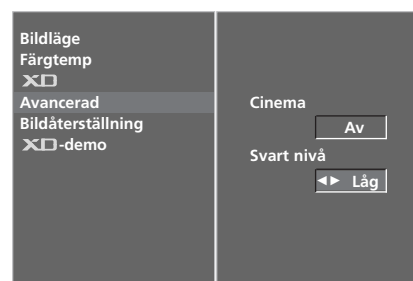 Bildläge
Färgtemp
XD
Avancerad
Bildåterställning
XD-demo
Cinema
Av
Svart nivå
◄► Låg